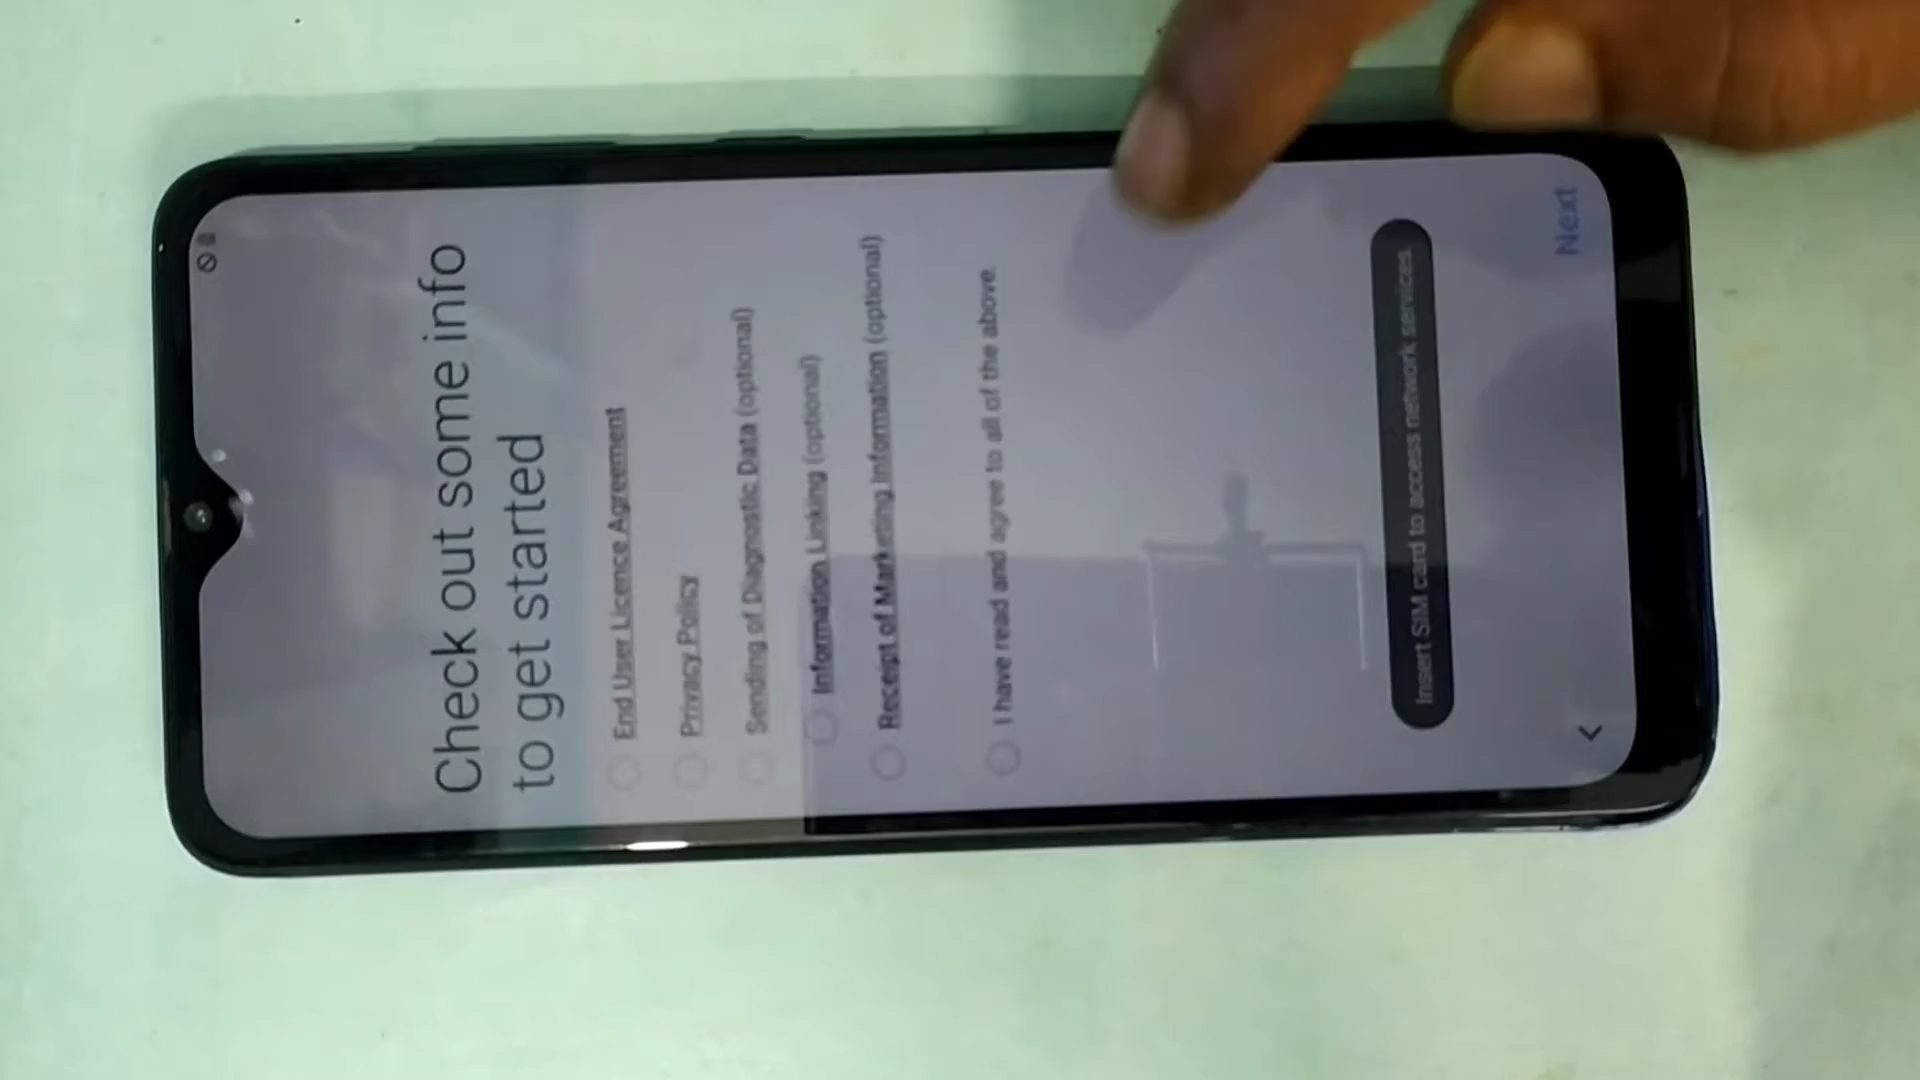 Check out some info
to get started
End User Licence Agreement
Privacy Policy
Sending of Diagnostic Data (optional)
Information Linking (optional)
Receipt of Marketing Information (optional)
I have read and agree to all of the above.
Insert SIM card to access network services.
Next